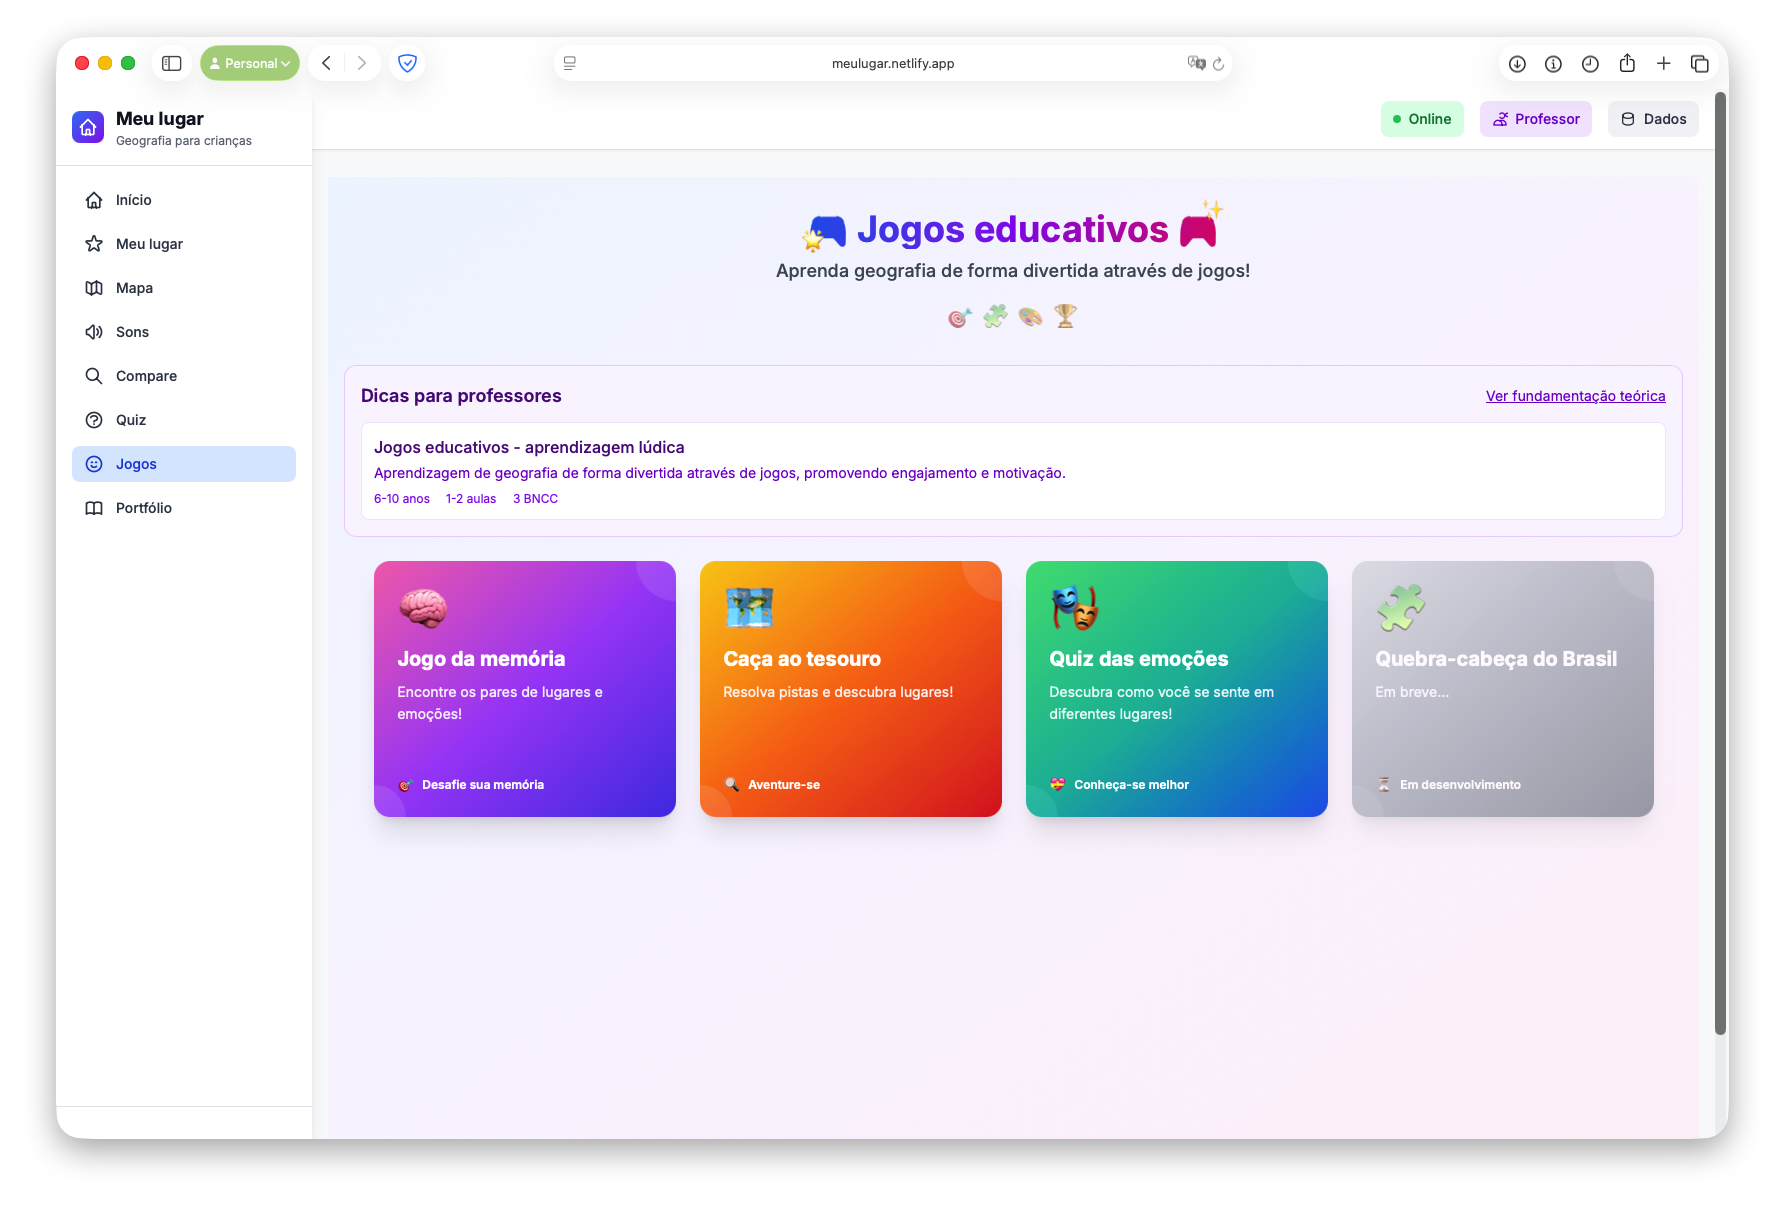 Personal
meulugar.netlify.app
Meu lugar
Geografia para crianças
Online
Professor
Dados
Início
Meu lugar
Mapa
Sons
Compare
Quiz
Jogos
Portfólio
Jogos educativos
Aprenda geografia de forma divertida através de jogos!
Dicas para professores
Ver fundamentação teórica
Jogos educativos - aprendizagem lúdica
Aprendizagem de geografia de forma divertida através de jogos, promovendo engajamento e motivação.
6-10 anos 1-2 aulas 3 BNCC
Jogo da memória
Encontre os pares de lugares e
emoções!
Desafie sua memória
Caça ao tesouro
Resolva pistas e descubra lugares!
Aventure-se
Quiz das emoções
Descubra como você se sente em
diferentes lugares!
Conheça-se melhor
Quebra-cabeça do Brasil
Em breve...
Em desenvolvimento